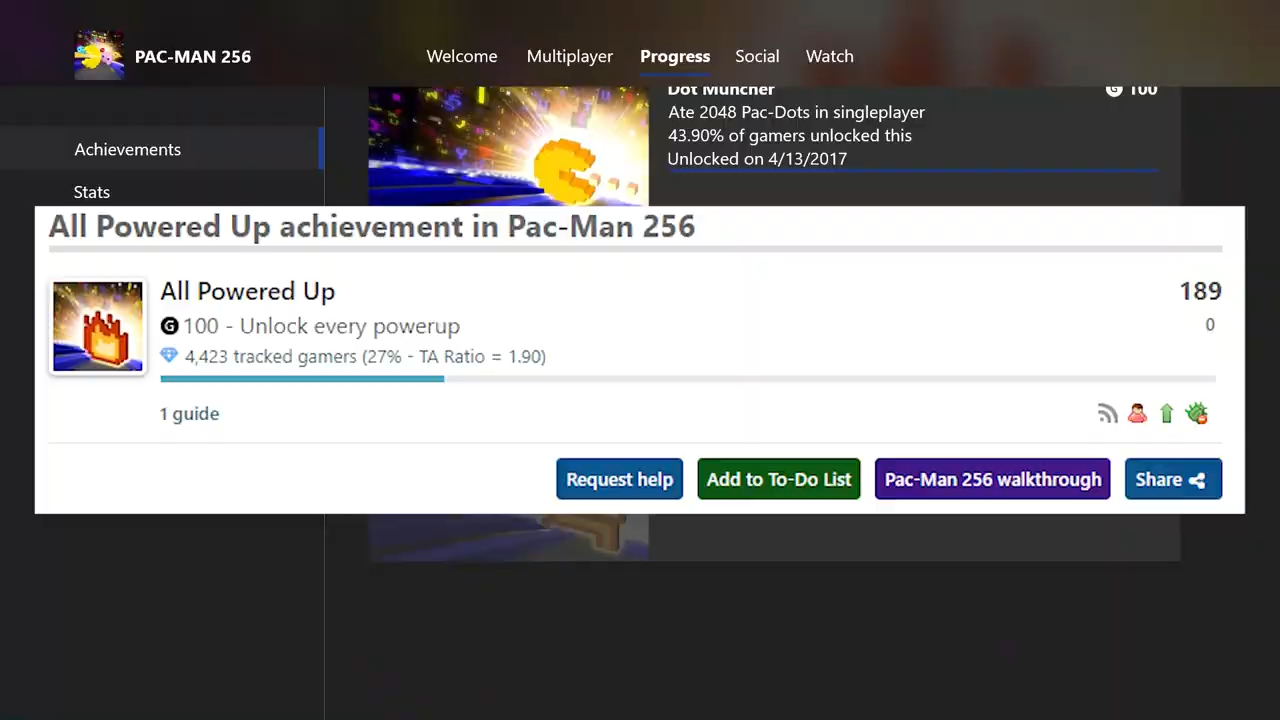 PAC-MAN 256
Welcome Multiplayer Progress Social Watch
Dot Muncher
G 100
Ate 2048 Pac-Dots in singleplayer
43.90% of gamers unlocked this
Unlocked on 4/13/2017
Achievements
Stats
All Powered Up achievement in Pac-Man 256
All Powered Up
189
G 100 - Unlock every powerup
0
4,423 tracked gamers (27% - TA Ratio = 1.90)
1 guide
Request help
Add to To-Do List
Pac-Man 256 walkthrough
Share